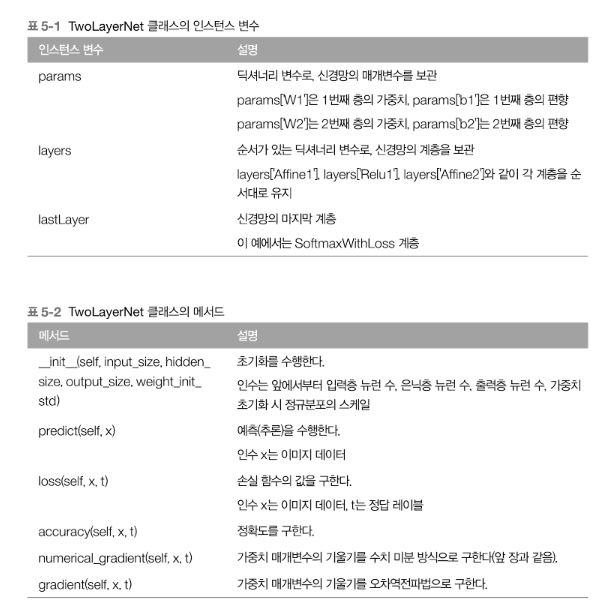 표 5-1 TwoLayerNet 클래스의 인스턴스 변수
인스턴스 변수 설명
params 딕셔너리 변수로, 신경망의 매개변수를 보관
params['W1']은 1번째 층의 가중치, params['b1']은 1번째 층의 편향
params['W2']는 2번째 층의 가중치, params['b2']는 2번째 층의 편향
layers 순서가 있는 딕셔너리 변수로, 신경망의 계층을 보관
layers['Affine1'], layers['Relu1'], layers['Affine2']와 같이 각 계층을 순
서대로 유지
lastLayer 신경망의 마지막 계층
이 예에서는 SoftmaxWithLoss 계층
표 5-2 TwoLayerNet 클래스의 메서드
메서드 설명
__init__(self, input_size, hidden_ 초기화를 수행한다.
size, output_size, weight_init_ 인수는 앞에서부터 입력층 뉴런 수, 은닉층 뉴런 수, 출력층 뉴런 수, 가중치
std) 초기화 시 정규분포의 스케일
predict(self, x) 예측(추론)을 수행한다.
인수 x는 이미지 데이터
loss(self, x, t) 손실 함수의 값을 구한다.
인수 x는 이미지 데이터, t는 정답 레이블
accuracy(self, x, t) 정확도를 구한다.
numerical_gradient(self, x, t) 가중치 매개변수의 기울기를 수치 미분 방식으로 구한다(앞 장과 같음).
gradient(self, x, t) 가중치 매개변수의 기울기를 오차역전파법으로 구한다.